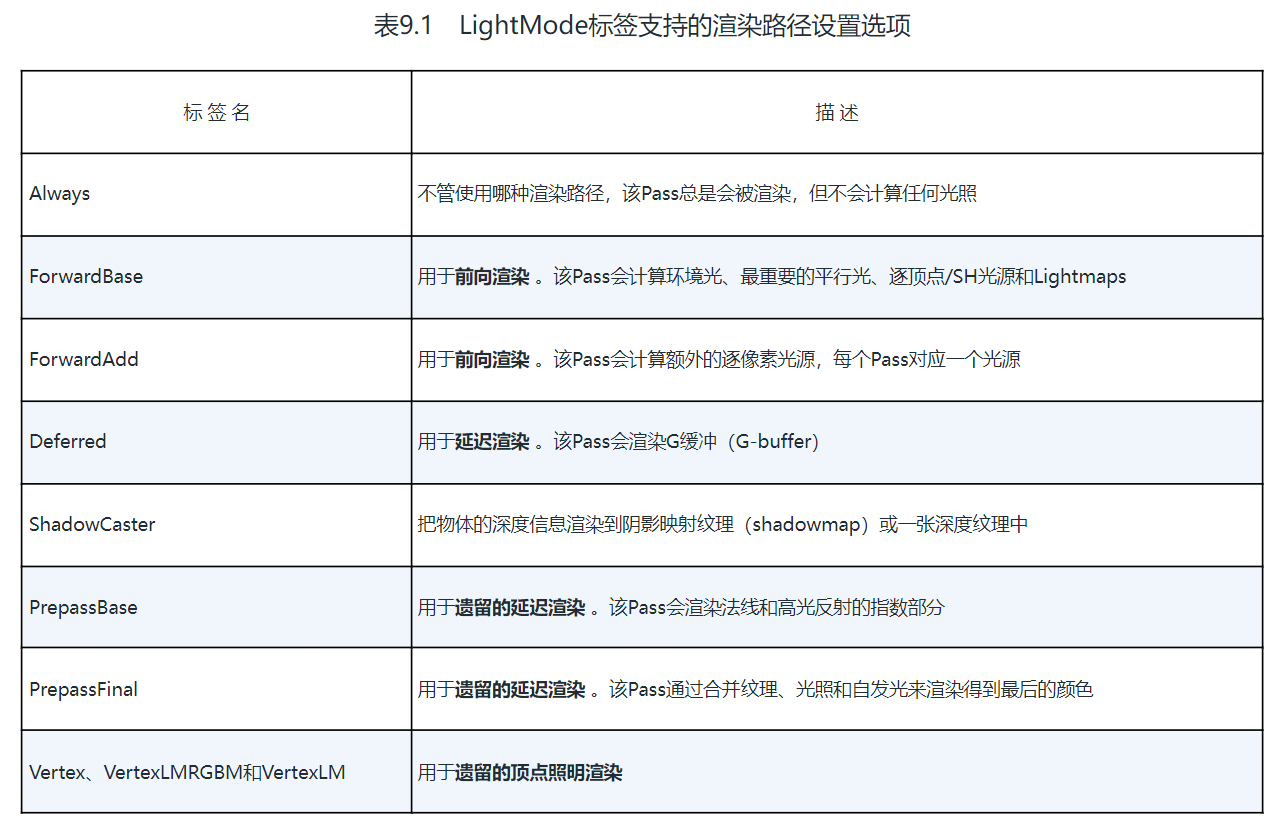 表9.1 LightMode标签支持的渲染路径设置选项
标 签 名
描 述
Always
不管使用哪种渲染路径，该Pass总是会被渲染，但不会计算任何光照
ForwardBase
用于前向渲染 。该Pass会计算环境光、最重要的平行光、逐顶点/SH光源和Lightmaps
ForwardAdd
用于前向渲染 。该Pass会计算额外的逐像素光源，每个Pass对应一个光源
Deferred
用于延迟渲染 。该Pass会渲染G缓冲（G-buffer）
ShadowCaster
把物体的深度信息渲染到阴影映射纹理（shadowmap）或一张深度纹理中
PrepassBase
用于遗留的延迟渲染 。该Pass会渲染法线和高光反射的指数部分
PrepassFinal
用于遗留的延迟渲染 。该Pass通过合并纹理、光照和自发光来渲染得到最后的颜色
Vertex、VertexLMRGBM和VertexLM
用于遗留的顶点照明渲染